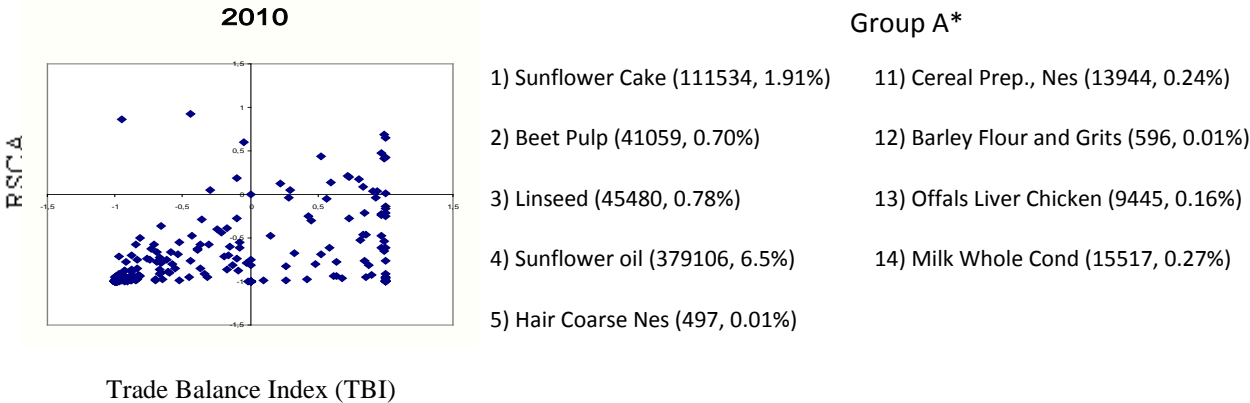 2010
RSCA
1,5
1
0,5
0
-1,5
-1
-0,5
0
0,5
1
1,5
-0,5
-1
-1,5
Trade Balance Index (TBI)
Group A*
1) Sunflower Cake (111534, 1.91%)
2) Beet Pulp (41059, 0.70%)
3) Linseed (45480, 0.78%)
4) Sunflower oil (379106, 6.5%)
5) Hair Coarse Nes (497, 0.01%)
11) Cereal Prep., Nes (13944, 0.24%)
12) Barley Flour and Grits (596, 0.01%)
13) Offals Liver Chicken (9445, 0.16%)
14) Milk Whole Cond (15517, 0.27%)